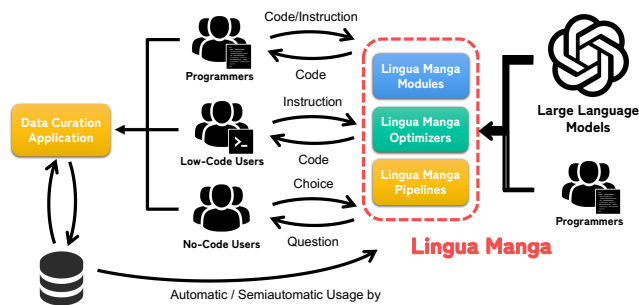 Code/Instruction
Programmers
Code
Lingua Manga
Modules
Large Language
Models
Data Curation
Application
Instruction
Low-Code Users
Code
Lingua Manga
Optimizers
Choice
No-Code Users
Question
Lingua Manga
Pipelines
Programmers
Lingua Manga
Automatic / Semiautomatic Usage by